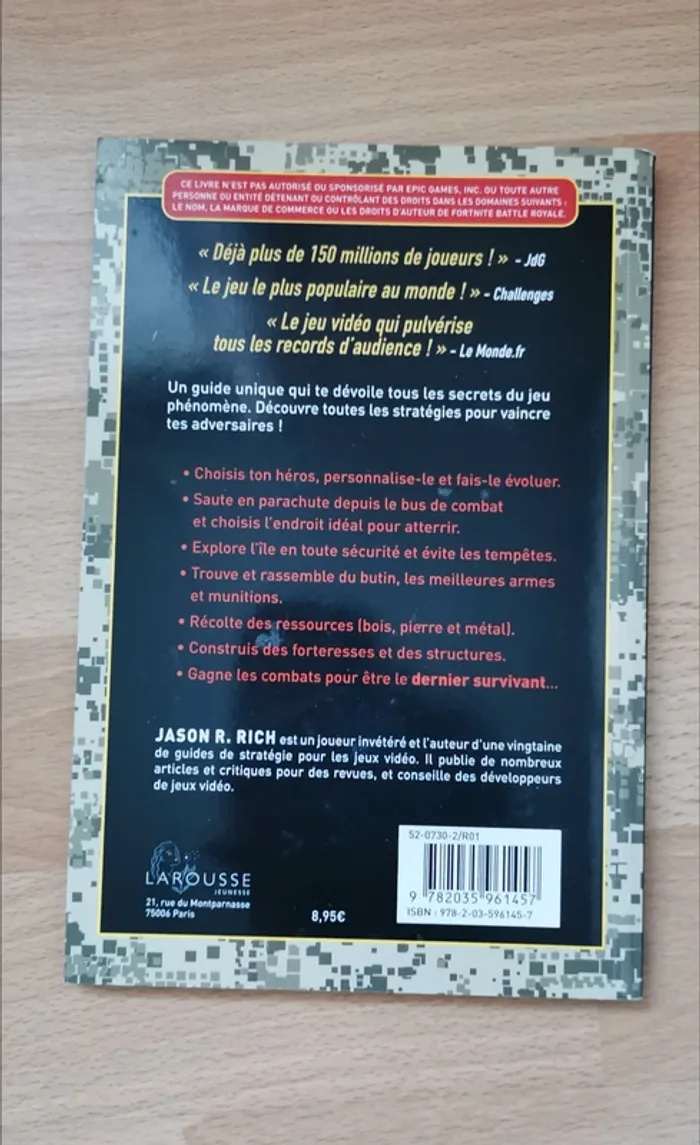 CE LIVRE N'EST PAS AUTORISÉ OU SPONSORISÉ PAR EPIC GAMES, INC. OU TOUTE AUTRE
PERSONNE OU ENTITÉ DÉTENANT OU CONTRÔLANT DES DROITS DANS LES DOMAINES SUIVANTS :
LE NOM, LA MARQUE DE COMMERCE OU LES DROITS D'AUTEUR DE FORTNITE BATTLE ROYALE.
« Déjà plus de 150 millions de joueurs ! » - JdG
« Le jeu le plus populaire au monde ! » - Challenges
« Le jeu vidéo qui pulvérise
tous les records d'audience ! » - Le Monde.fr
Un guide unique qui te dévoile tous les secrets du jeu
phénomène. Découvre toutes les stratégies pour vaincre
tes adversaires !
• Choisis ton héros, personnalise-le et fais-le évoluer.
• Saute en parachute depuis le bus de combat
et choisis l'endroit idéal pour atterrir.
• Explore l'île en toute sécurité et évite les tempêtes.
• Trouve et rassemble du butin, les meilleures armes
et munitions.
• Récolte des ressources (bois, pierre et métal).
• Construis des forteresses et des structures.
• Gagne les combats pour être le dernier survivant...
JASON R. RICH est un joueur invétéré et l'auteur d'une vingtaine
de guides de stratégie pour les jeux vidéo. Il publie de nombreux
articles et critiques pour des revues, et conseille des développeurs
de jeux vidéo.
LAROUSSE
JEUNESSE
21, rue du Montparnasse
75006 Paris
8,95€
52-0730-2/R01
9 782035 961457
ISBN : 978-2-03-596145-7